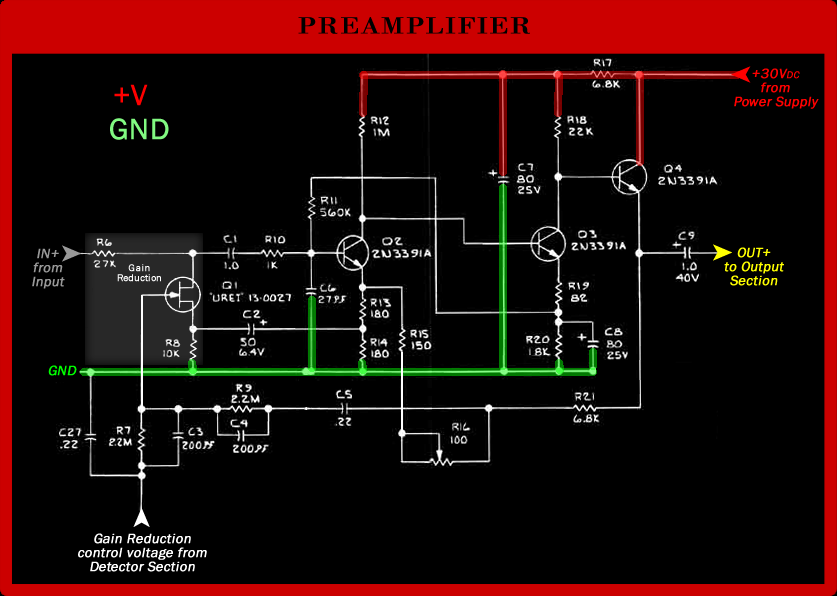 PREAMPLIFIER
+V
GND
+30VDC
from
Power Supply
R17
6.8K
R12
1M
R18
22K
C7
80
25V
+
Q4
2N3391A
R11
560K
IN+
from
Input
R6
27K
Gain
Reduction
C1
1.0
R10
1K
Q2
2N3391A
Q3
2N3391A
C9
+
1.0
40V
OUT+
to Output
Section
Q1
"URET" 13-0027
C6
27PF
R13
180
R19
82
C2
+
50
6.4V
R8
10K
R14
180
R15
150
R20
1.8K
C8
+
80
25V
GND
R9
2.2M
C5
.22
R21
6.8K
C27
.22
R7
2.2M
C3
200PF
C4
200PF
R16
100
Gain Reduction
control voltage from
Detector Section